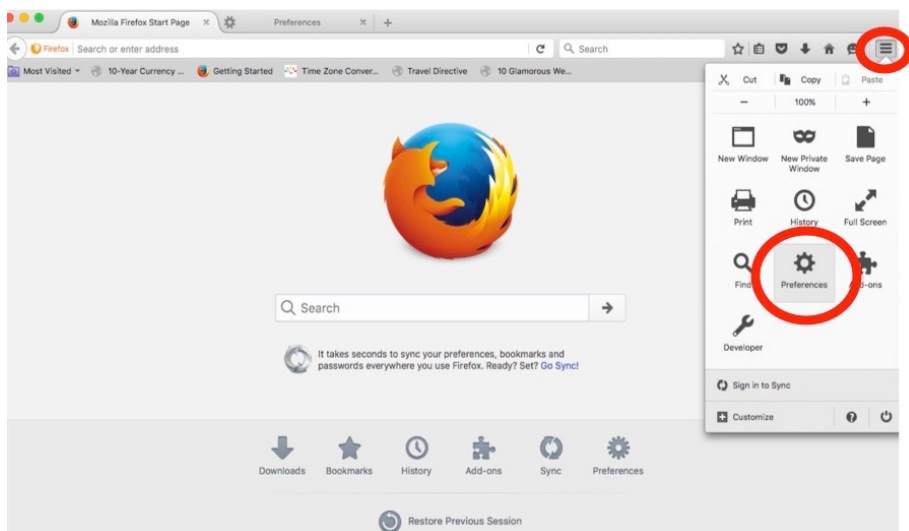 Mozilla Firefox Start Page
Preferences
Firefox Search or enter address
Search
Most Visited 10-Year Currency ... Getting Started Time Zone Conver... Travel Directive 10 Glamorous We...
Cut Copy Paste
100%
New Window New Private Window Save Page
Print History Full Screen
Find Preferences Add-ons
Developer
Sign in to Sync
Customize
Search
It takes seconds to sync your preferences, bookmarks and
passwords everywhere you use Firefox. Ready? Set? Go Sync!
Downloads Bookmarks History Add-ons Sync Preferences
Restore Previous Session